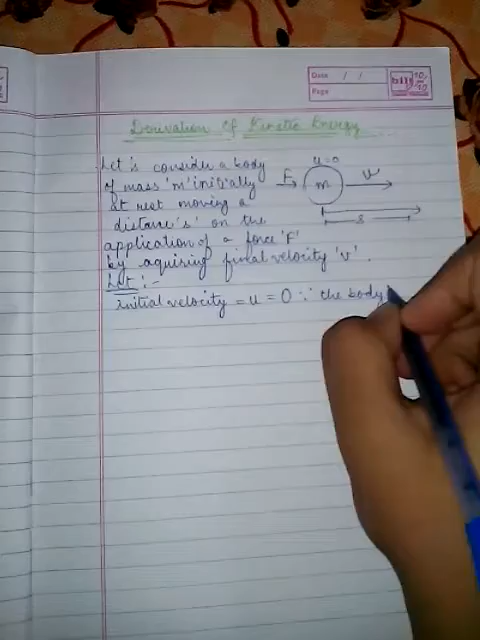 Date / /
Page
Derivation of Kinetic Energy
Let's consider a body
of mass 'm' initially
at rest moving a
distance 's' on the
application of a force 'F'
by aquiring final velocity 'v'.
u=0
F
m
v
s
Let :-
initial velocity = u = 0 ∵ the body